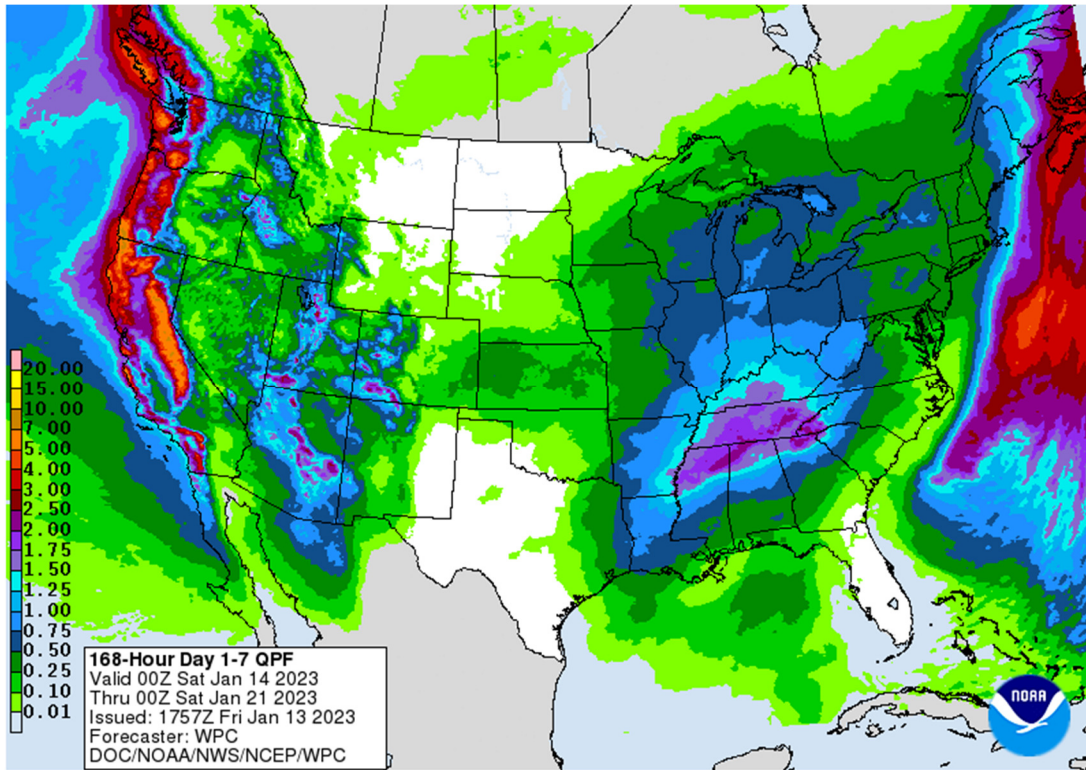 20.00
15.00
10.00
7.00
5.00
4.00
3.00
2.50
2.00
1.75
1.50
1.25
1.00
0.75
0.50
0.25
0.10
0.01
168-Hour Day 1-7 QPF
Valid 00Z Sat Jan 14 2023
Thru 00Z Sat Jan 21 2023
Issued: 1757Z Fri Jan 13 2023
Forecaster: WPC
DOC/NOAA/NWS/NCEP/WPC
NOAA